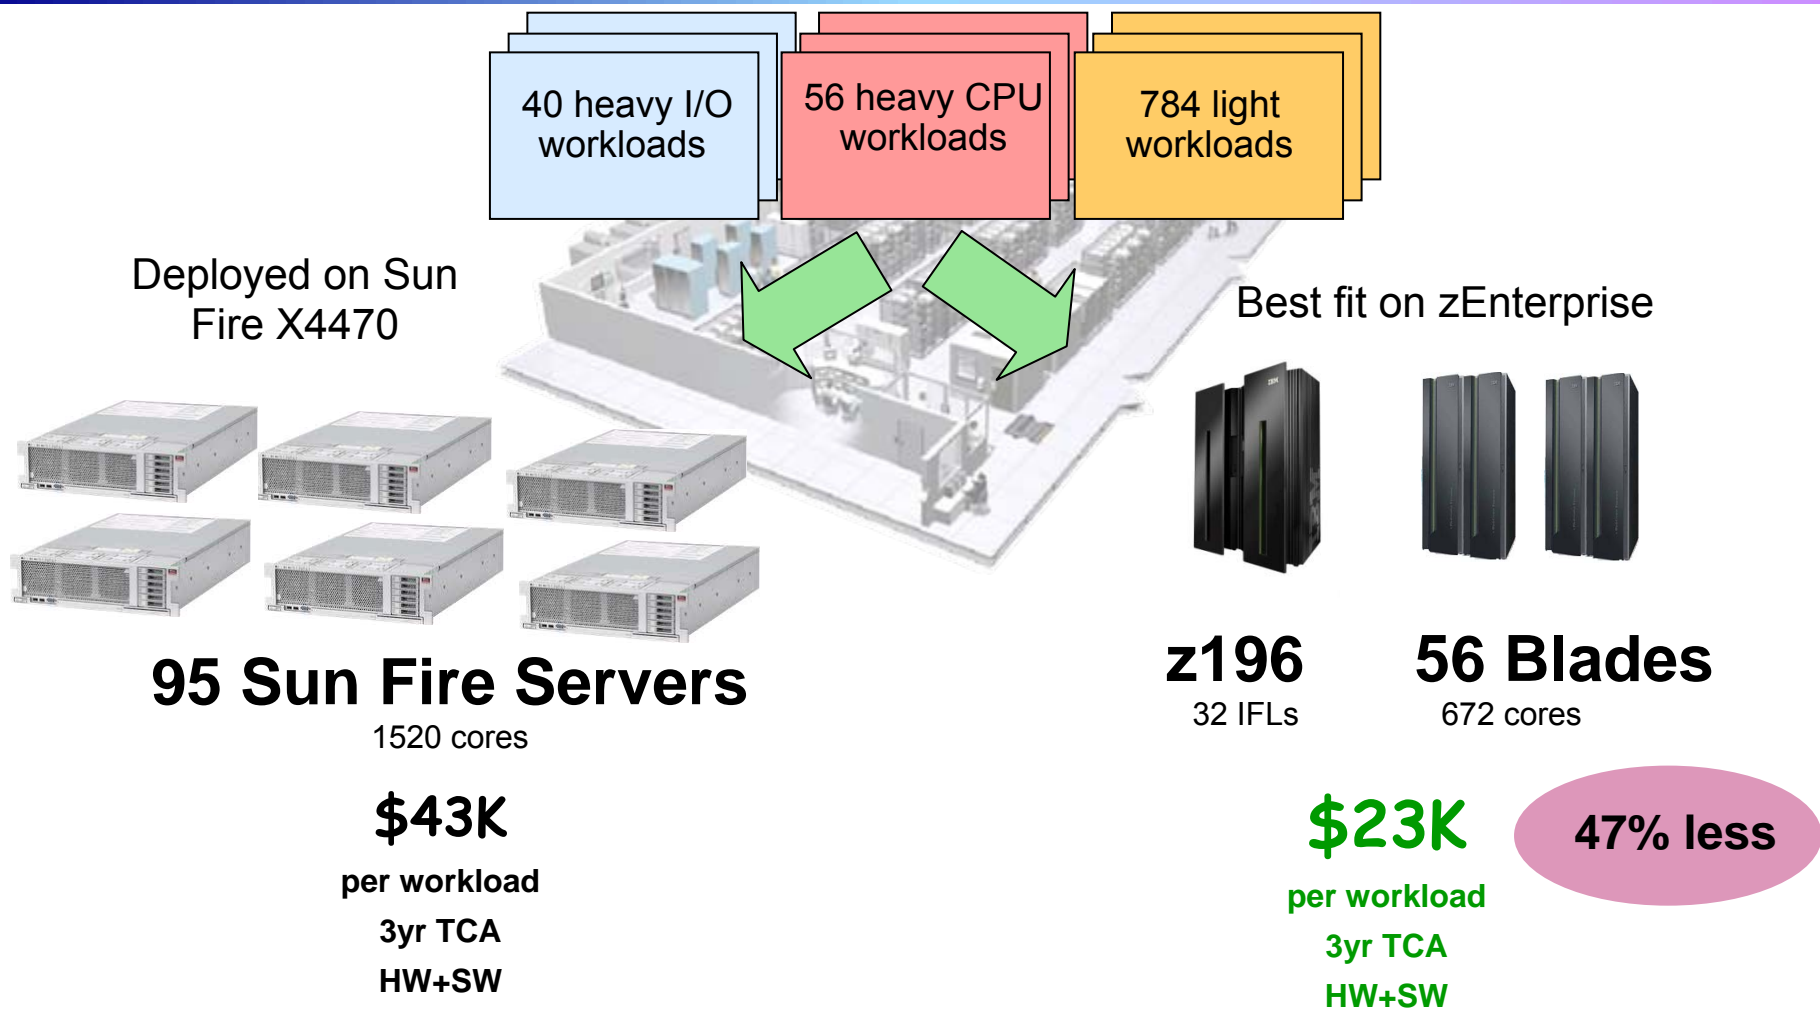 40 heavy I/O
workloads
56 heavy CPU
workloads
784 light
workloads
Deployed on Sun
Fire X4470
Best fit on zEnterprise
95 Sun Fire Servers
1520 cores
z196
32 IFLs
56 Blades
672 cores
$43K
per workload
3yr TCA
HW+SW
$23K
per workload
3yr TCA
HW+SW
47% less